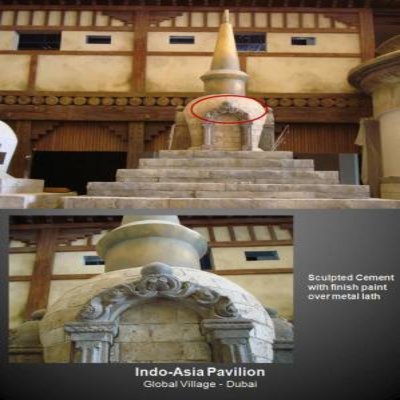 Sculpted Cement
with finish paint
over metal lath
Indo-Asia Pavilion
Global Village - Dubai